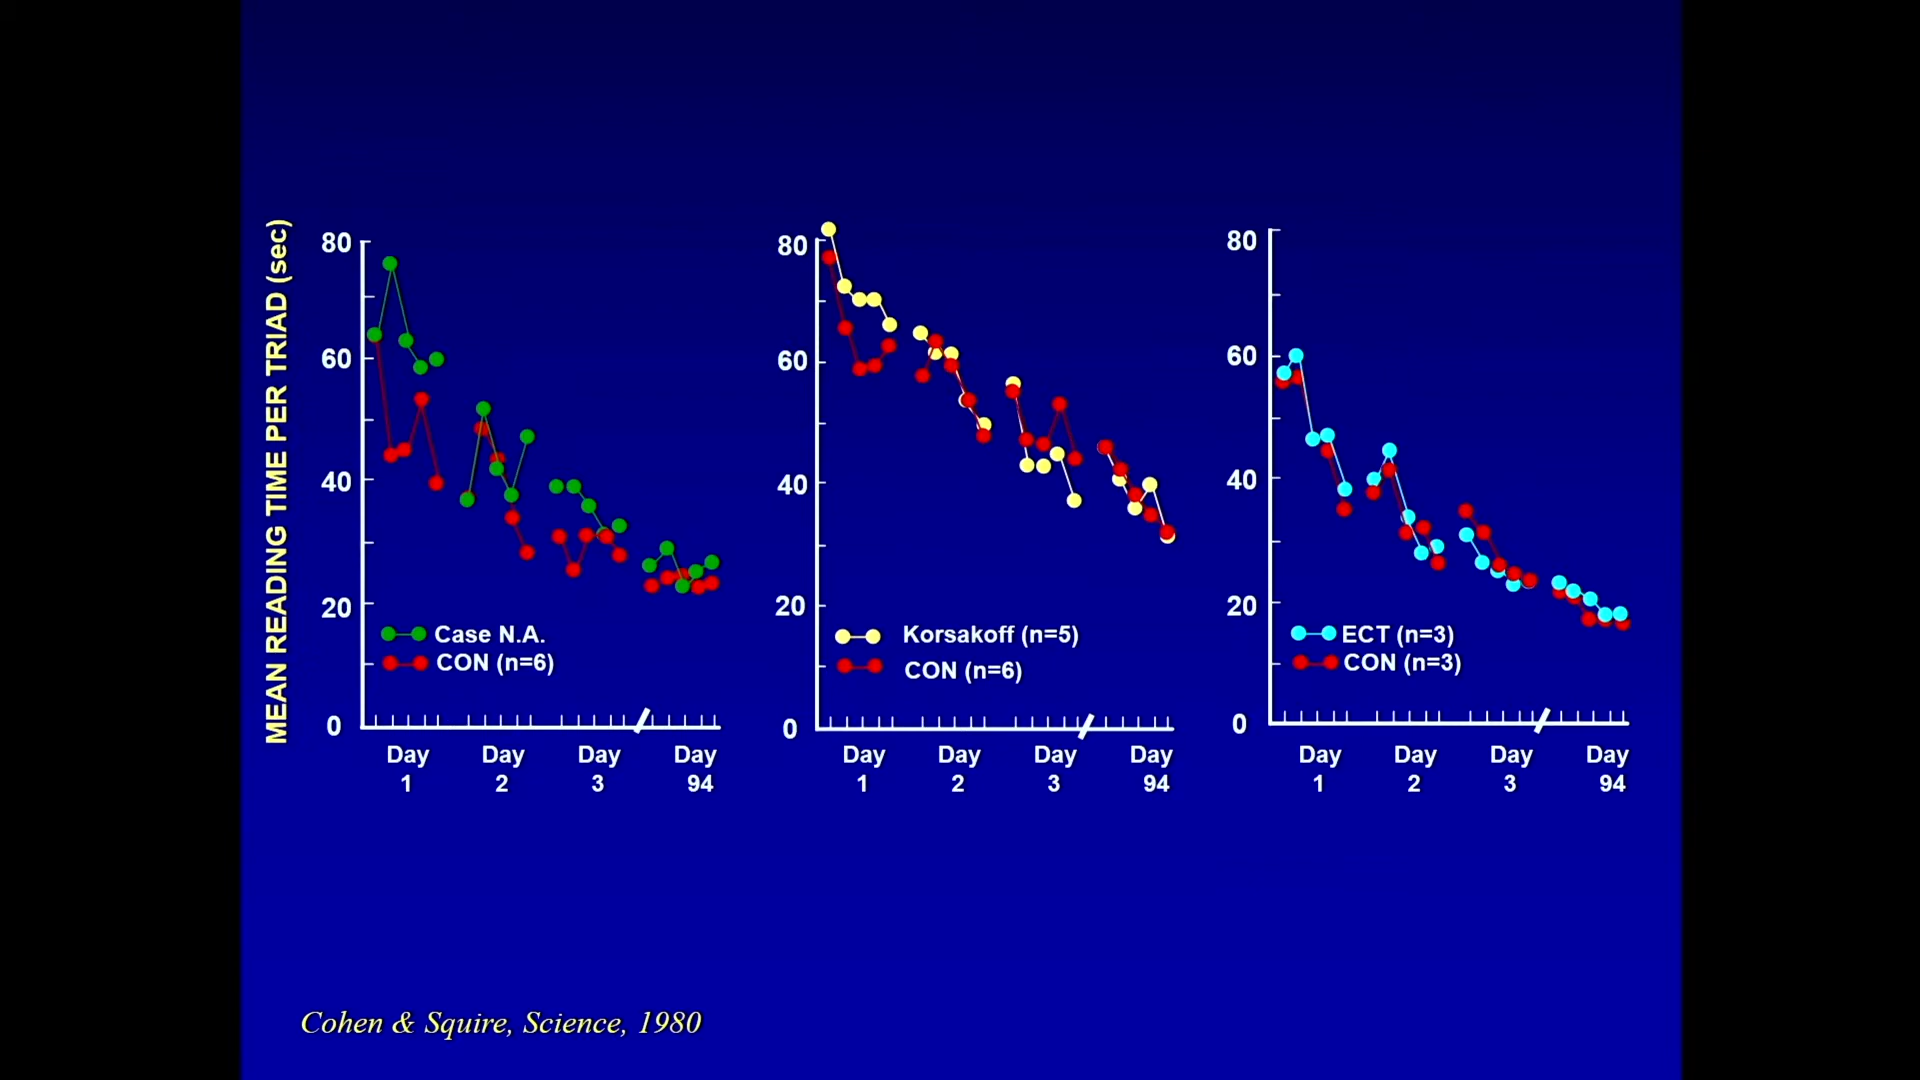 MEAN READING TIME PER TRIAD (sec)
80
60
40
20
0
Case N.A.
CON (n=6)
Day 1
Day 2
Day 3
Day 94
80
60
40
20
0
Korsakoff (n=5)
CON (n=6)
Day 1
Day 2
Day 3
Day 94
80
60
40
20
0
ECT (n=3)
CON (n=3)
Day 1
Day 2
Day 3
Day 94
Cohen & Squire, Science, 1980